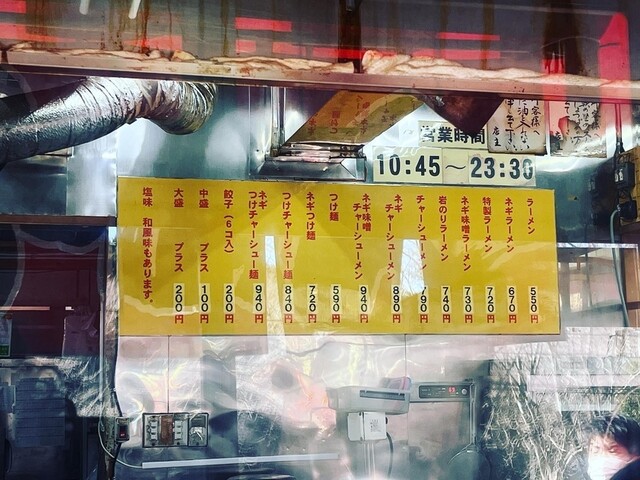 営業時間
10:45～23:30
ラーメン 550円
ネギラーメン 670円
特製ラーメン 720円
ネギ味噌ラーメン 730円
岩のりラーメン 740円
チャーシューメン 790円
ネギチャーシューメン 890円
ネギ味噌チャーシューメン 940円
つけ麺 590円
ネギつけ麺 720円
つけチャーシュー麺 840円
ネギつけチャーシュー麺 940円
餃子(6コ入) 200円
中盛 プラス 100円
大盛 プラス 200円
塩味 和風味もあります。
店主